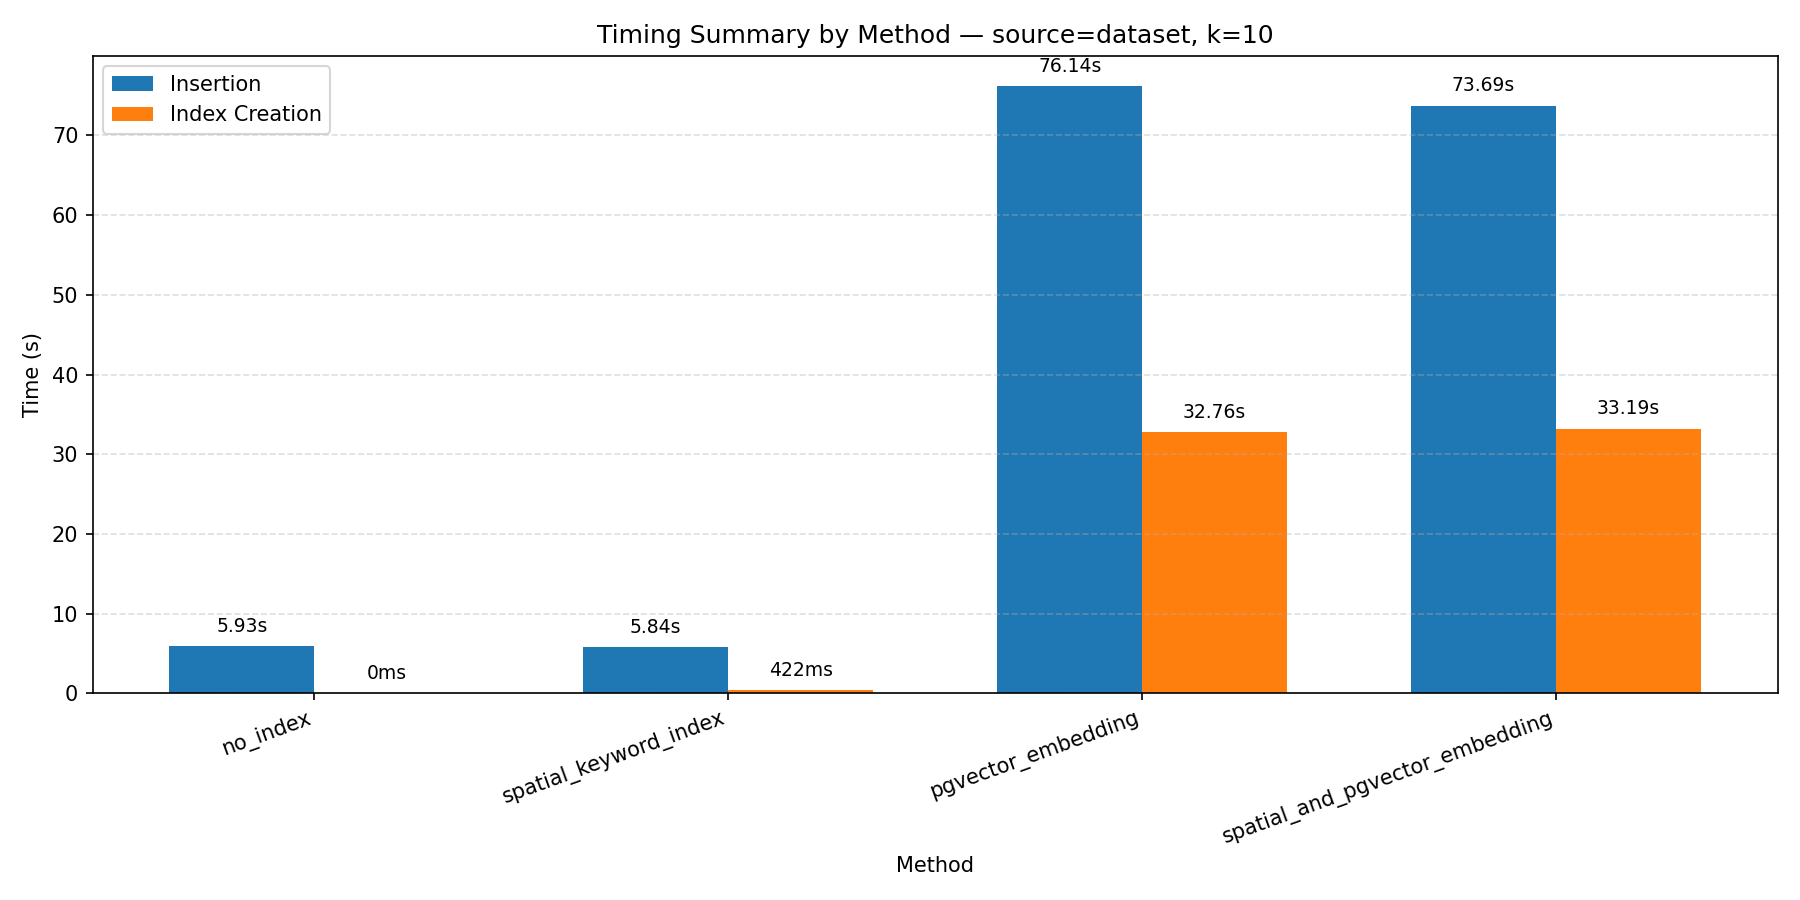 Timing Summary by Method — source=dataset, k=10
Insertion
Index Creation
76.14s
73.69s
70
60
50
40
32.76s
33.19s
30
20
10
5.93s
5.84s
0ms
422ms
0
Time (s)
no_index
spatial_keyword_index
pgvector_embedding
spatial_and_pgvector_embedding
Method